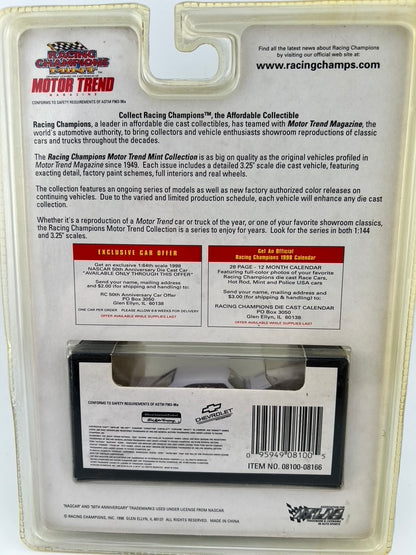 RACING CHAMPIONS
MINT
MOTOR TREND
MAGAZINE
CONFORMS TO SAFETY REQUIREMENTS OF ASTM F963-96a
Find all the latest news about Racing Champions
by visiting our official web site at:
www.racingchamps.com
Collect Racing Champions™, the Affordable Collectible
Racing Champions, a leader in affordable die cast collectibles, has teamed with Motor Trend Magazine, the
world's automotive authority, to bring collectors and vehicle enthusiasts showroom reproductions of classic
cars and trucks throughout the decades.
The Racing Champions Motor Trend Mint Collection is as big on quality as the original vehicles profiled in
Motor Trend Magazine since 1949. Each issue includes a detailed 3.25" scale die cast vehicle, featuring
exacting detail, factory paint schemes, full interiors and real wheels.
The collection features an ongoing series of models as well as new factory authorized color releases on
continuing vehicles. Due to the varied and limited production schedule, each vehicle will enhance any die cast
collection.
Whether it's a reproduction of a Motor Trend car or truck of the year, or one of your favorite showroom classics,
the Racing Champions Motor Trend Collection is a series to enjoy. Look for the series in both 1:144
and 3.25" scales.
EXCLUSIVE CAR OFFER
Get an exclusive 1:64th scale 1998
NASCAR 50th Anniversary Die Cast Car
"AVAILABLE ONLY THROUGH THIS OFFER"
Send your name, mailing address
and $2.00 (for shipping & handling) to:
RC 50th Anniversary Car Offer
PO Box 3050
Glen Ellyn, IL 60138
ONE CAR PER ORDER PLEASE ALLOW 6-8 WEEKS FOR DELIVERY
OFFER AVAILABLE WHILE SUPPLIES LAST
Get An Official
Racing Champions 1998 Calendar
28 PAGE - 12 MONTH CALENDAR
Featuring full-color photos of your favorite
Racing Champions die cast Race Cars,
Hot Rod, Mint and Police USA cars
Send your name, mailing address and
$3.00 (for shipping & handling) to:
RACING CHAMPIONS DIE CAST CALENDAR
PO Box 3050
Glen Ellyn, IL 60138
OFFER AVAILABLE WHILE SUPPLIES LAST
CONFORMS TO SAFETY REQUIREMENTS OF ASTM F963-96a
CHEVROLET
0 95949 08100 5
ITEM NO. 08100-08166
"NASCAR" AND "50TH ANNIVERSARY" TRADEMARKS USED UNDER LICENSE FROM NASCAR.
© RACING CHAMPIONS, INC. 1998. GLEN ELLYN, IL 60137. ALL RIGHTS RESERVED. MADE IN CHINA.